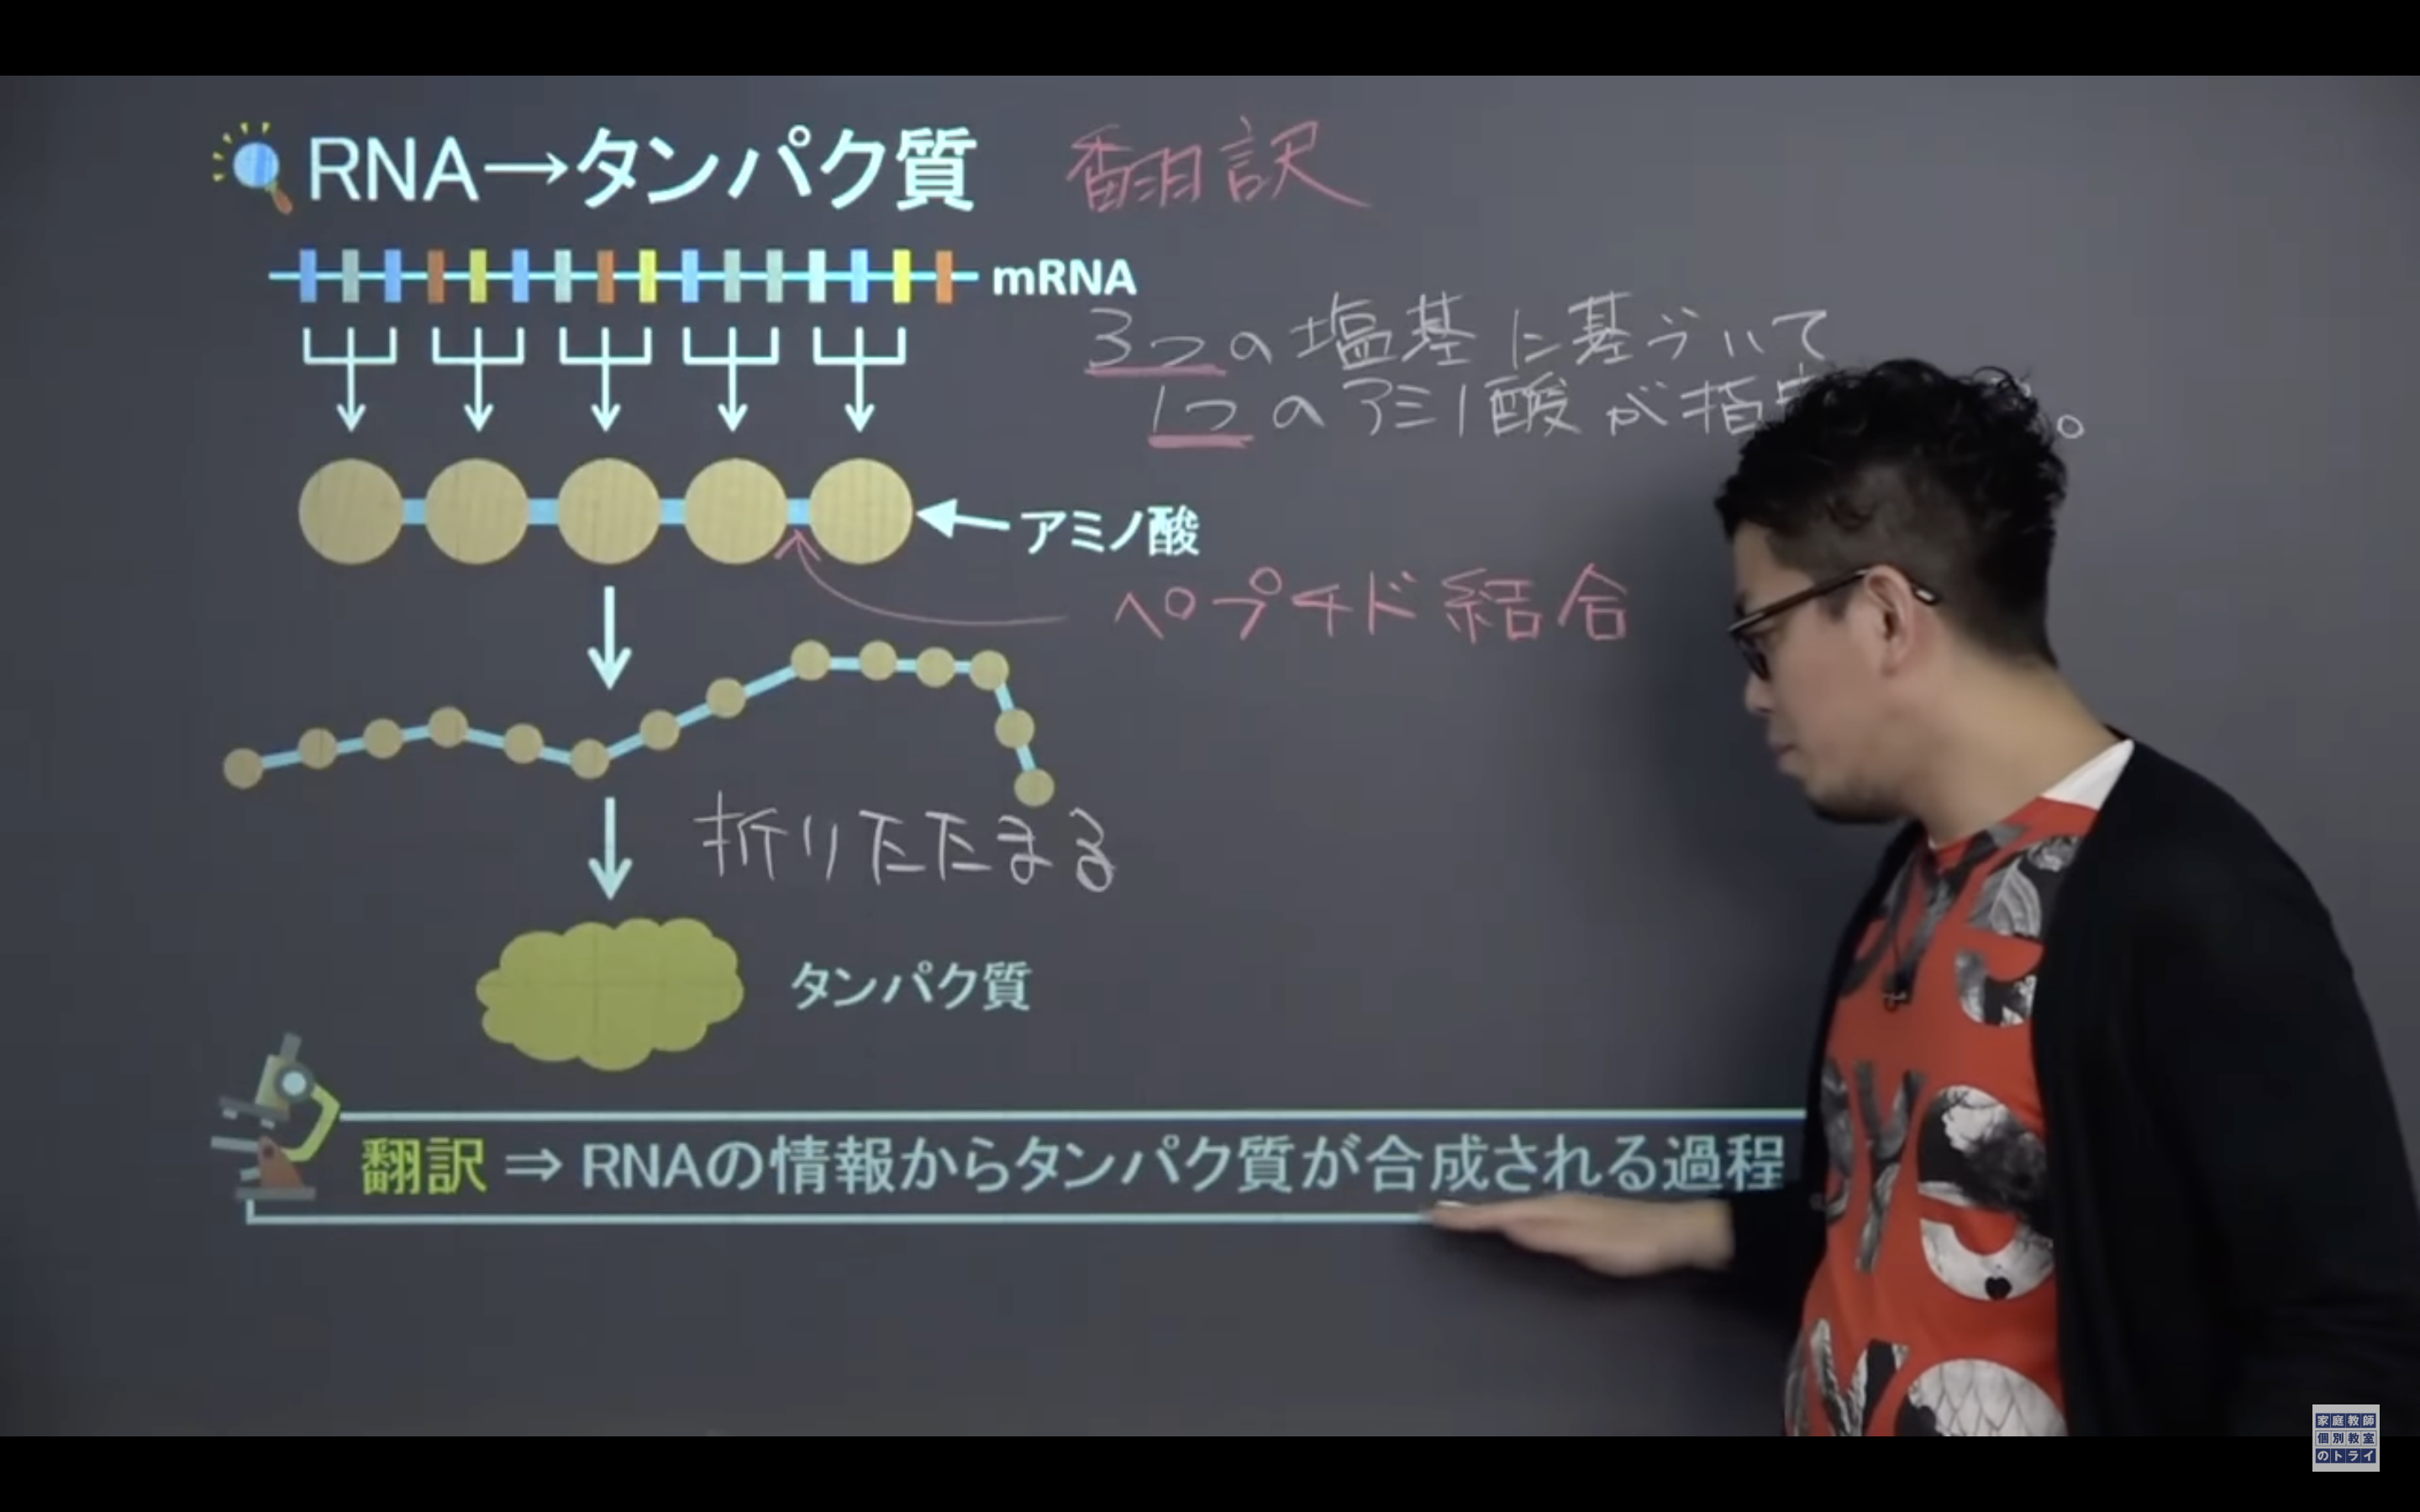 RNA→タンパク質 翻訳
mRNA
3つの塩基に基づいて
1つのアミノ酸が指
アミノ酸
ペプチド結合
折りたたまる
タンパク質
翻訳 ⇒ RNAの情報からタンパク質が合成される過程
家庭教師
個別教室
のトライ